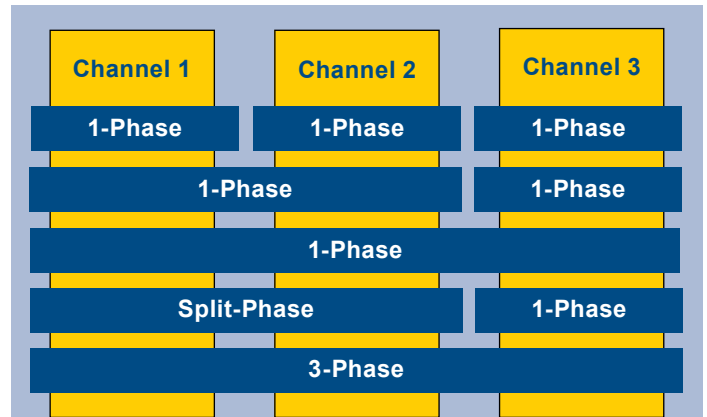 Channel 1 Channel 2 Channel 3
1-Phase 1-Phase 1-Phase
1-Phase 1-Phase
1-Phase
Split-Phase 1-Phase
3-Phase